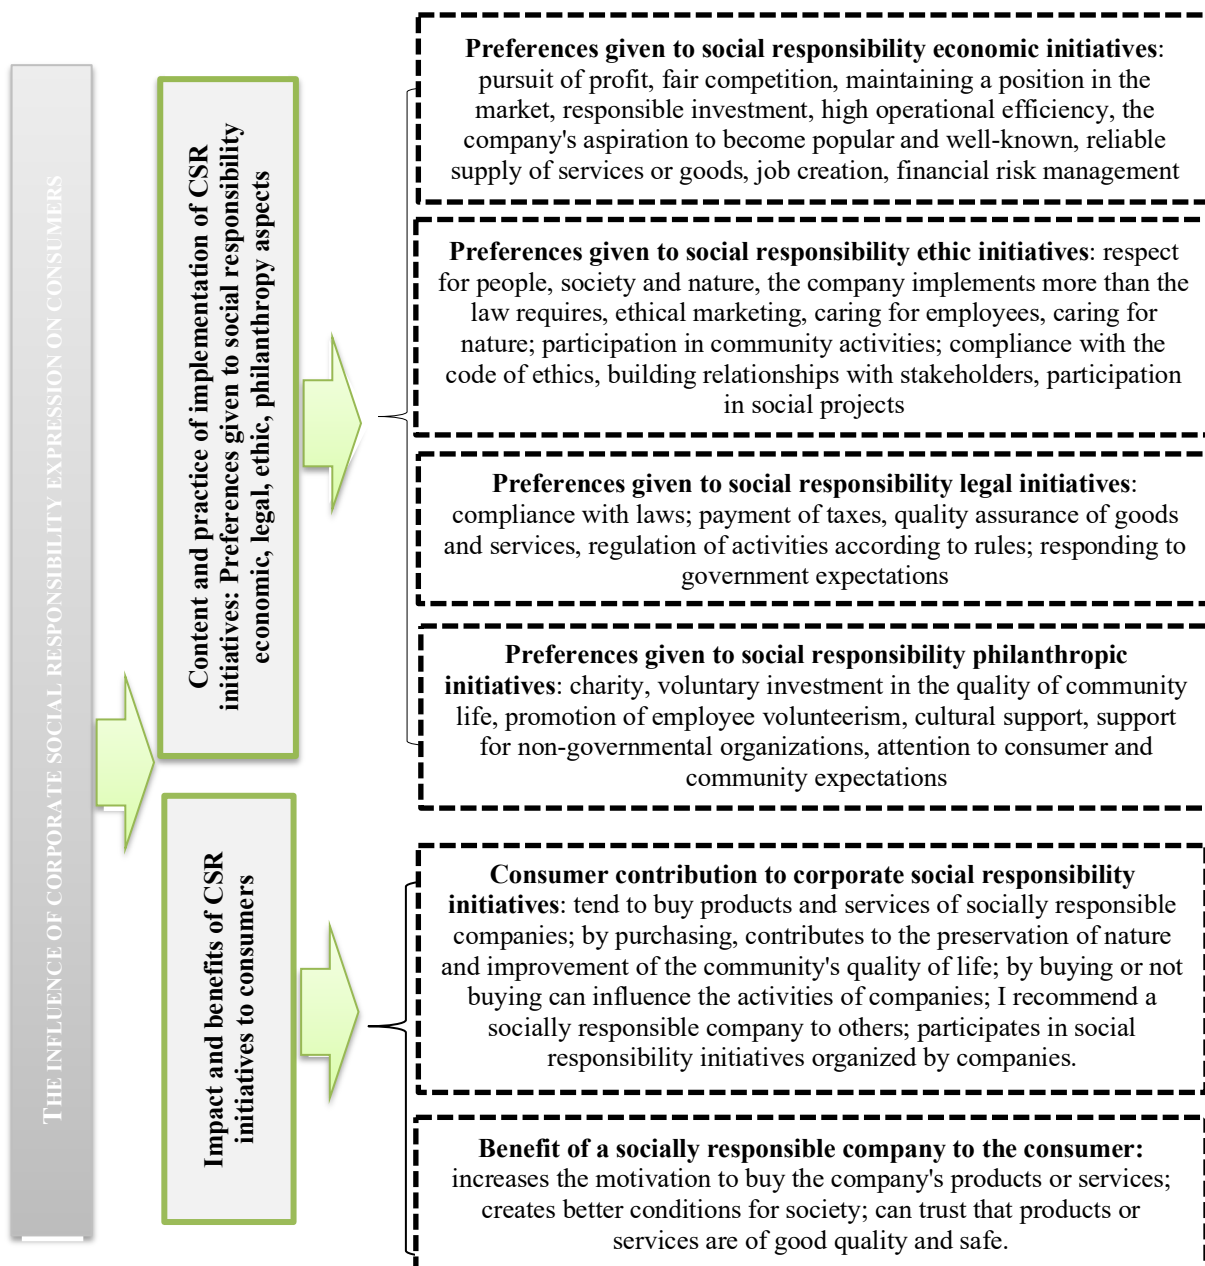 THE INFLUENCE OF CORPORATE SOCIAL RESPONSIBILITY EXPRESSION ON CONSUMERS
Content and practice of implementation of CSR
initiatives: Preferences given to social responsibility
economic, legal, ethic, philanthropy aspects
Preferences given to social responsibility economic initiatives:
pursuit of profit, fair competition, maintaining a position in the
market, responsible investment, high operational efficiency, the
company's aspiration to become popular and well-known, reliable
supply of services or goods, job creation, financial risk management
Preferences given to social responsibility ethic initiatives: respect
for people, society and nature, the company implements more than the
law requires, ethical marketing, caring for employees, caring for
nature; participation in community activities; compliance with the
code of ethics, building relationships with stakeholders, participation
in social projects
Preferences given to social responsibility legal initiatives:
compliance with laws; payment of taxes, quality assurance of goods
and services, regulation of activities according to rules; responding to
government expectations
Preferences given to social responsibility philanthropic
initiatives: charity, voluntary investment in the quality of community
life, promotion of employee volunteerism, cultural support, support
for non-governmental organizations, attention to consumer and
community expectations
Impact and benefits of CSR
initiatives to consumers
Consumer contribution to corporate social responsibility
initiatives: tend to buy products and services of socially responsible
companies; by purchasing, contributes to the preservation of nature
and improvement of the community's quality of life; by buying or not
buying can influence the activities of companies; I recommend a
socially responsible company to others; participates in social
responsibility initiatives organized by companies.
Benefit of a socially responsible company to the consumer:
increases the motivation to buy the company's products or services;
creates better conditions for society; can trust that products or
services are of good quality and safe.